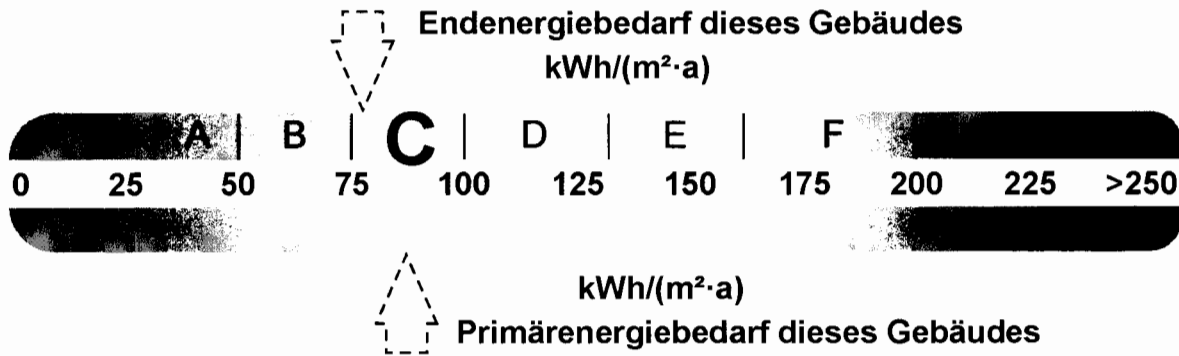 Endenergiebedarf dieses Gebäudes
kWh/(m²·a)
A B C D E F
0 25 50 75 100 125 150 175 200 225 >250
kWh/(m²·a)
Primärenergiebedarf dieses Gebäudes